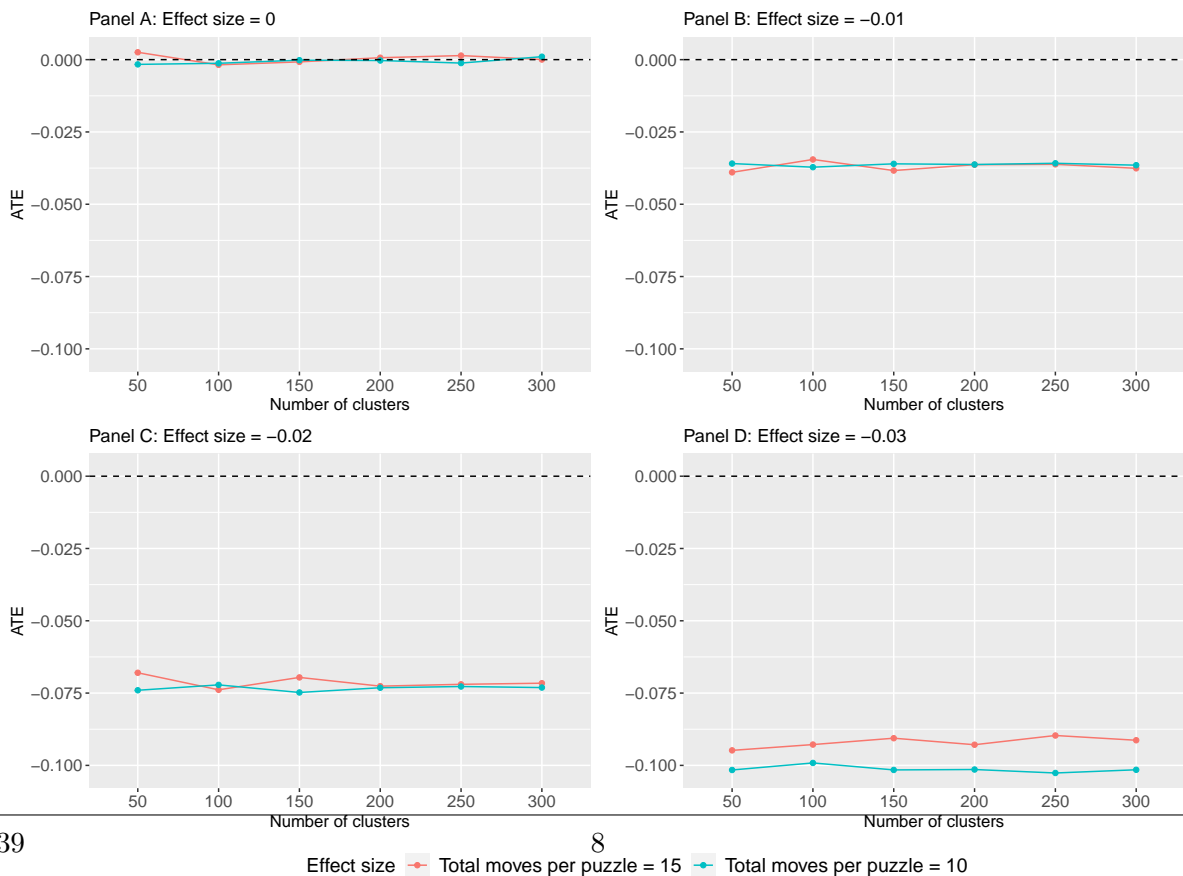 Panel A: Effect size = 0
0.000
−0.025
−0.050
−0.075
−0.100
ATE
50 100 150 200 250 300
Number of clusters
Panel B: Effect size = −0.01
0.000
−0.025
−0.050
−0.075
−0.100
ATE
50 100 150 200 250 300
Number of clusters
Panel C: Effect size = −0.02
0.000
−0.025
−0.050
−0.075
−0.100
ATE
50 100 150 200 250 300
Number of clusters
Panel D: Effect size = −0.03
0.000
−0.025
−0.050
−0.075
−0.100
ATE
50 100 150 200 250 300
Number of clusters
39 8
Effect size Total moves per puzzle = 15 Total moves per puzzle = 10